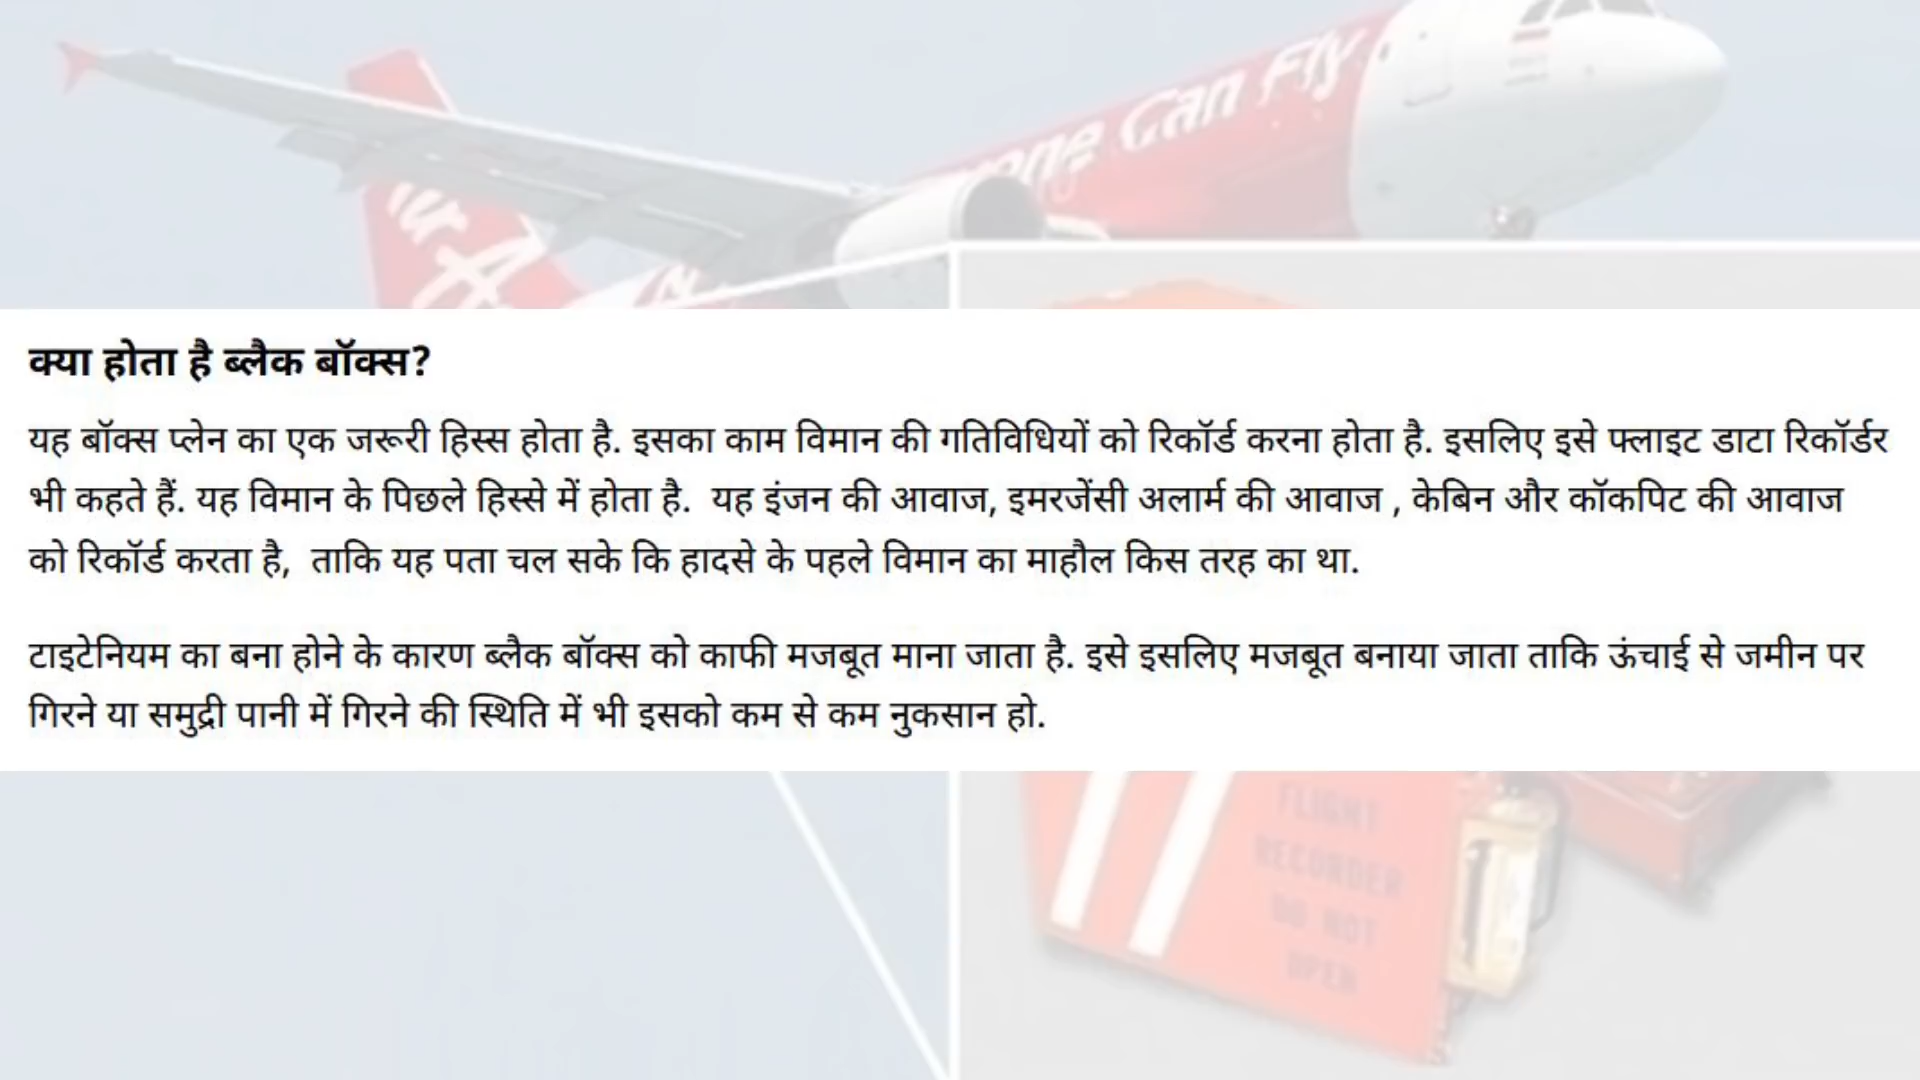 Can Fly
क्या होता है ब्लैक बॉक्स?
यह बॉक्स प्लेन का एक जरूरी हिस्स होता है. इसका काम विमान की गतिविधियों को रिकॉर्ड करना होता है. इसलिए इसे फ्लाइट डाटा रिकॉर्डर
भी कहते हैं. यह विमान के पिछले हिस्से में होता है. यह इंजन की आवाज, इमरजेंसी अलार्म की आवाज , केबिन और कॉकपिट की आवाज
को रिकॉर्ड करता है, ताकि यह पता चल सके कि हादसे के पहले विमान का माहौल किस तरह का था.
टाइटेनियम का बना होने के कारण ब्लैक बॉक्स को काफी मजबूत माना जाता है. इसे इसलिए मजबूत बनाया जाता ताकि ऊंचाई से जमीन पर
गिरने या समुद्री पानी में गिरने की स्थिति में भी इसको कम से कम नुकसान हो.
FLIGHT
RECORDER
DO NOT
OPEN